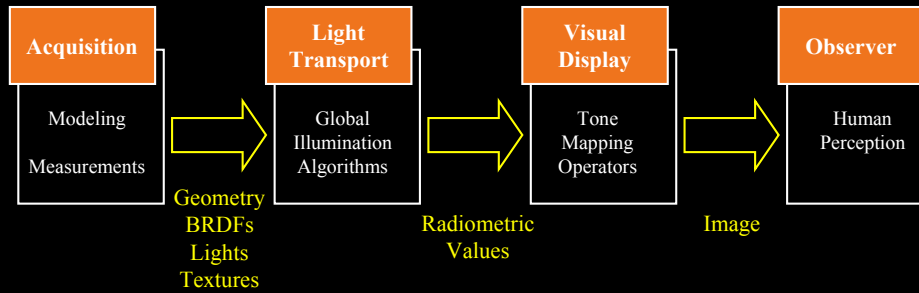 Acquisition
Modeling
Measurements
Geometry
BRDFs
Lights
Textures
Light
Transport
Global
Illumination
Algorithms
Radiometric
Values
Visual
Display
Tone
Mapping
Operators
Image
Observer
Human
Perception